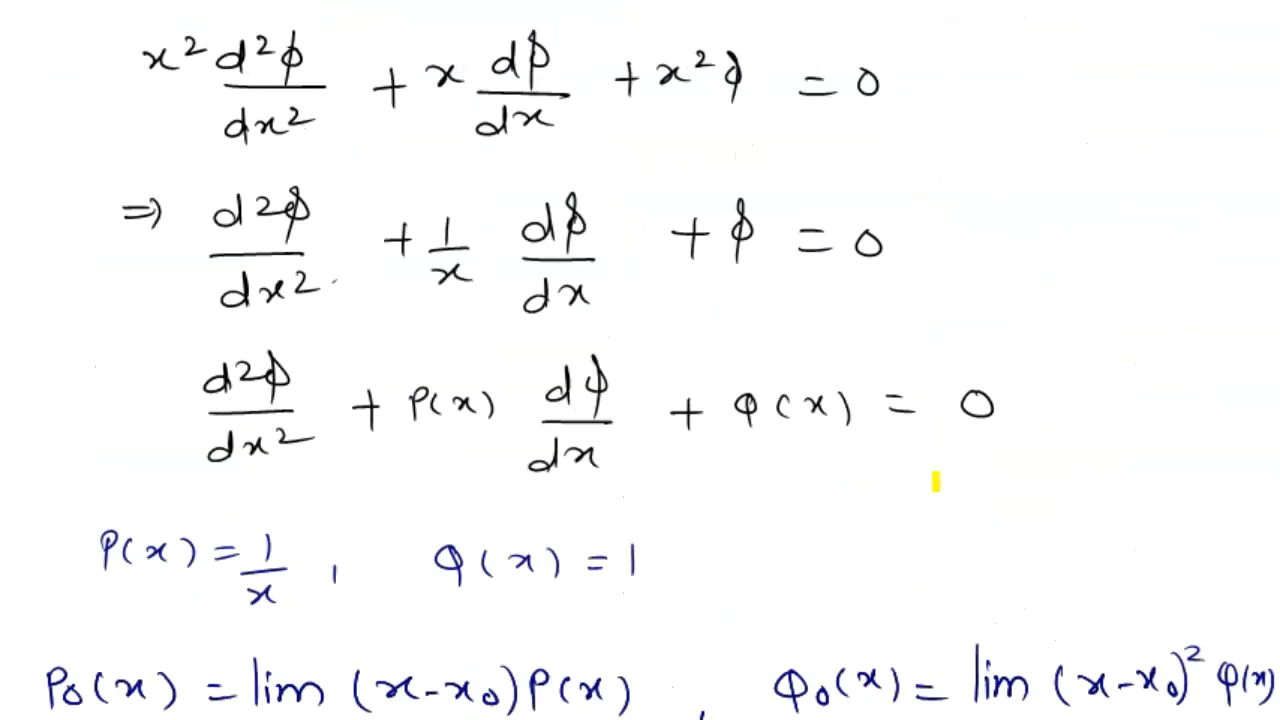 x² d²φ/dx² + x dφ/dx + x²φ = 0
⇒ d²φ/dx² + 1/x dφ/dx + φ = 0
d²φ/dx² + P(x) dφ/dx + Q(x) = 0
P(x) = 1/x , Q(x) = 1
P₀(x) = lim (x-x₀)P(x) , Q₀(x) = lim (x-x₀)² Q(x)